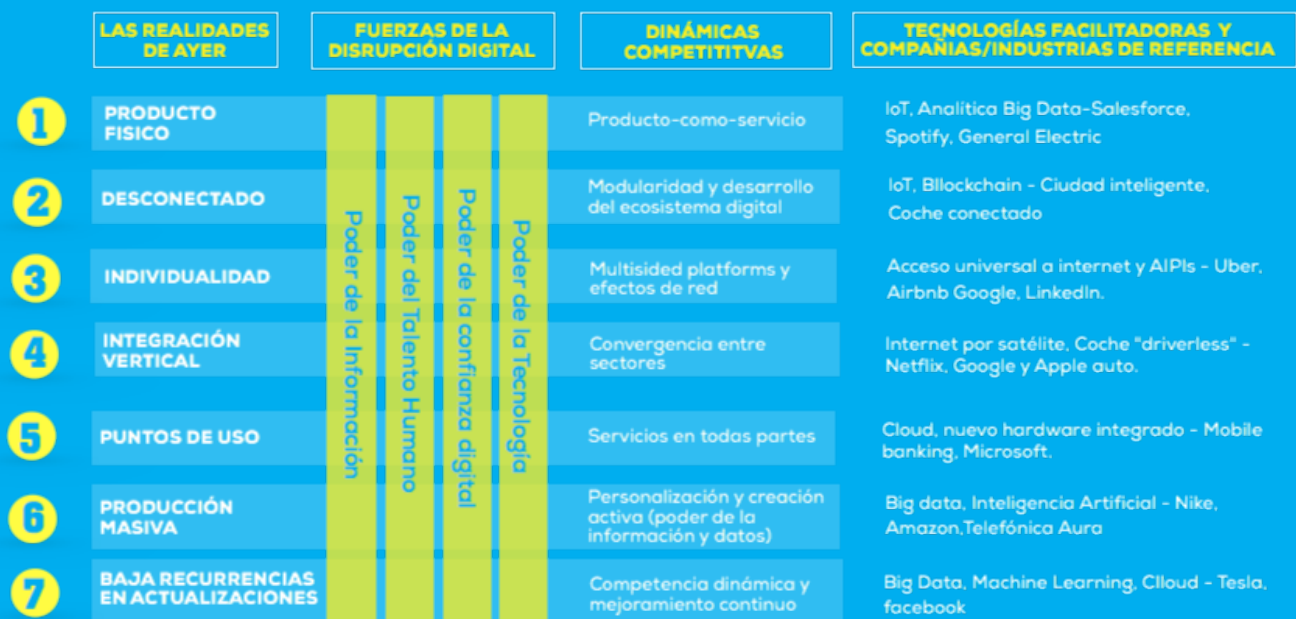 LAS REALIDADES
DE AYER
FUERZAS DE LA
DISRUPCIÓN DIGITAL
DINÁMICAS
COMPETITITVAS
TECNOLOGÍAS FACILITADORAS Y
COMPAÑIAS/INDUSTRIAS DE REFERENCIA
Poder de la Información
Poder del Talento Humano
Poder de la confianza digital
Poder de la Tecnología
1
PRODUCTO
FISICO
Producto-como-servicio
IoT, Analítica Big Data-Salesforce,
Spotify, General Electric
2
DESCONECTADO
Modularidad y desarrollo
del ecosistema digital
IoT, Bllockchain - Ciudad inteligente,
Coche conectado
3
INDIVIDUALIDAD
Multisided platforms y
efectos de red
Acceso universal a internet y AIPIs - Uber,
Airbnb Google, LinkedIn.
4
INTEGRACIÓN
VERTICAL
Convergencia entre
sectores
Internet por satélite, Coche "driverless" -
Netflix, Google y Apple auto.
5
PUNTOS DE USO
Servicios en todas partes
Cloud, nuevo hardware integrado - Mobile
banking, Microsoft.
6
PRODUCCIÓN
MASIVA
Personalización y creación
activa (poder de la
información y datos)
Big data, Inteligencia Artificial - Nike,
Amazon,Telefónica Aura
7
BAJA RECURRENCIAS
EN ACTUALIZACIONES
Competencia dinámica y
mejoramiento continuo
Big Data, Machine Learning, Clloud - Tesla,
facebook